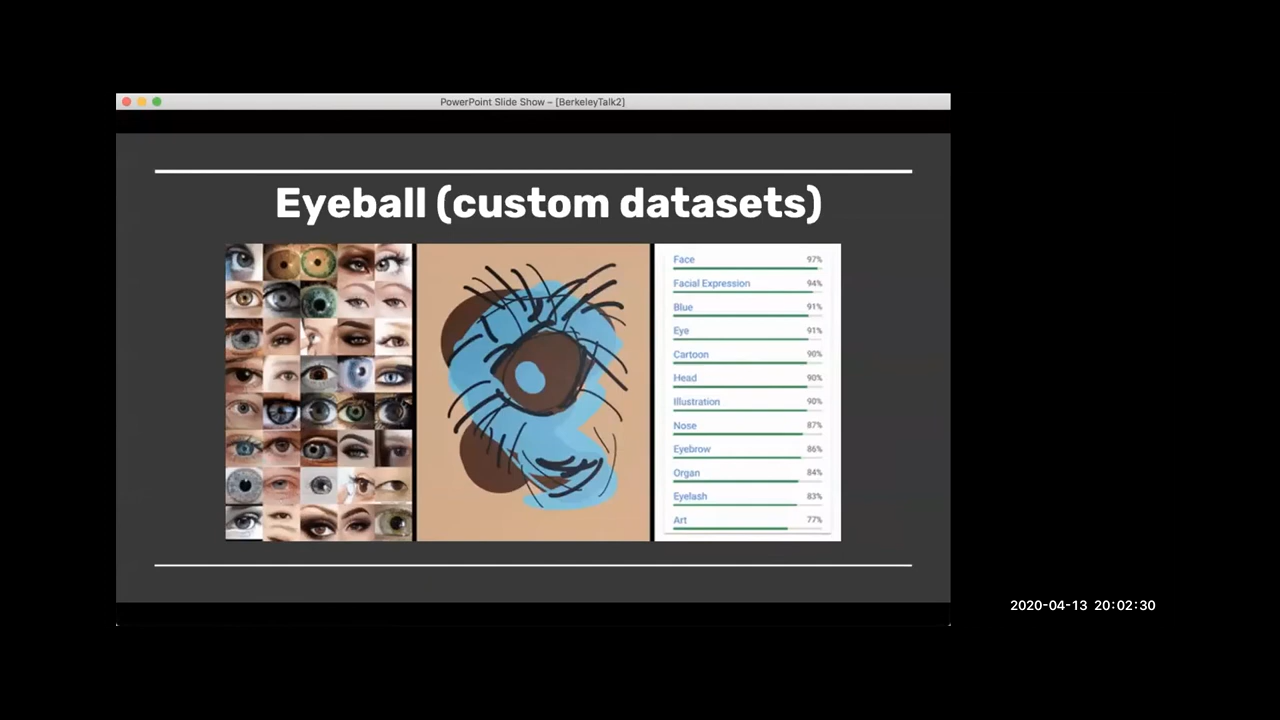 PowerPoint Slide Show – [BerkeleyTalk2]
Eyeball (custom datasets)
Face 97%
Facial Expression 94%
Blue 91%
Eye 91%
Cartoon 90%
Head 90%
Illustration 90%
Nose 87%
Eyebrow 86%
Organ 84%
Eyelash 83%
Art 77%
2020-04-13 20:02:30